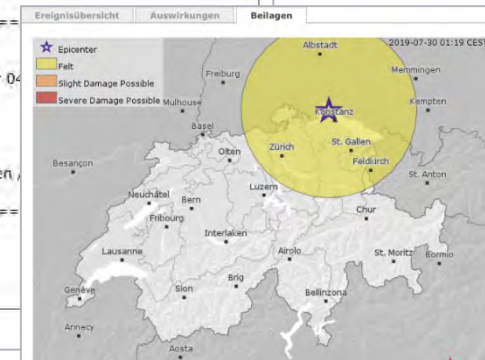 Ereignisübersicht Auswirkungen Beilagen
2019-07-30 01:19 CEST
Epicenter
Felt
Slight Damage Possible
Severe Damage Possible
Albstadt
Freiburg
Memmingen
Mulhouse
Konstanz
Kempten
Basel
Olten
Zürich
St. Gallen
Besançon
Feldkirch
St. Anton
Neuchâtel
Bern
Luzern
Chur
Fribourg
Interlaken
Lausanne
Airolo
St. Moritz
Bormio
Genève
Sion
Brig
Bellinzona
Annecy
Aosta